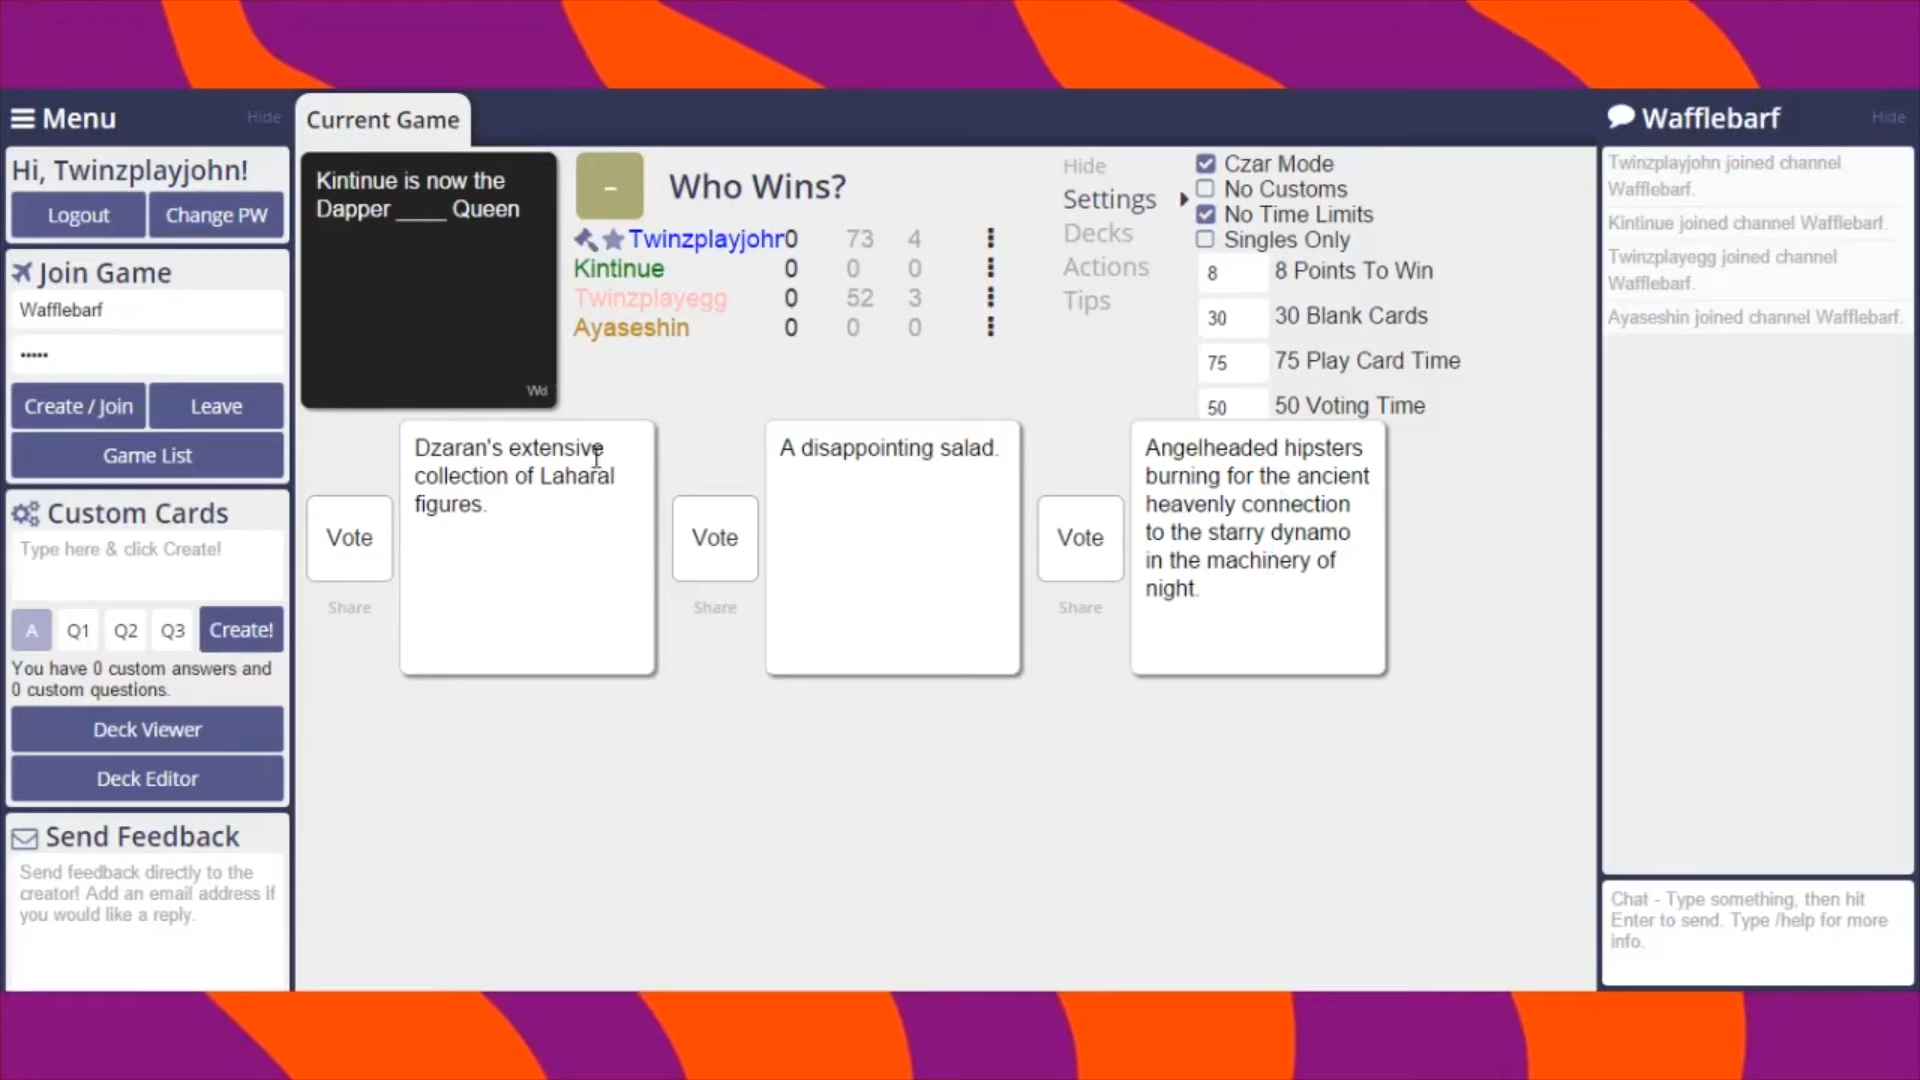 Menu
Hide
Hi, Twinzplayjohn!
Logout
Change PW
Join Game
Wafflebarf
•••••
Create / Join
Leave
Game List
Custom Cards
Type here & click Create!
A
Q1
Q2
Q3
Create!
You have 0 custom answers and
0 custom questions.
Deck Viewer
Deck Editor
Send Feedback
Send feedback directly to the
creator! Add an email address if
you would like a reply.
Current Game
Kintinue is now the
Dapper ____ Queen
Wd
-
Who Wins?
Twinzplayjohn 0 73 4
Kintinue 0 0 0
Twinzplayegg 0 52 3
Ayaseshin 0 0 0
Hide
Settings
Decks
Actions
Tips
Czar Mode
No Customs
No Time Limits
Singles Only
8 8 Points To Win
30 30 Blank Cards
75 75 Play Card Time
50 50 Voting Time
Vote
Share
Dzaran's extensive
collection of Laharal
figures.
Vote
Share
A disappointing salad.
Vote
Share
Angelheaded hipsters
burning for the ancient
heavenly connection
to the starry dynamo
in the machinery of
night.
Wafflebarf
Hide
Twinzplayjohn joined channel
Wafflebarf.
Kintinue joined channel Wafflebarf.
Twinzplayegg joined channel
Wafflebarf.
Ayaseshin joined channel Wafflebarf.
Chat - Type something, then hit
Enter to send. Type /help for more
info.